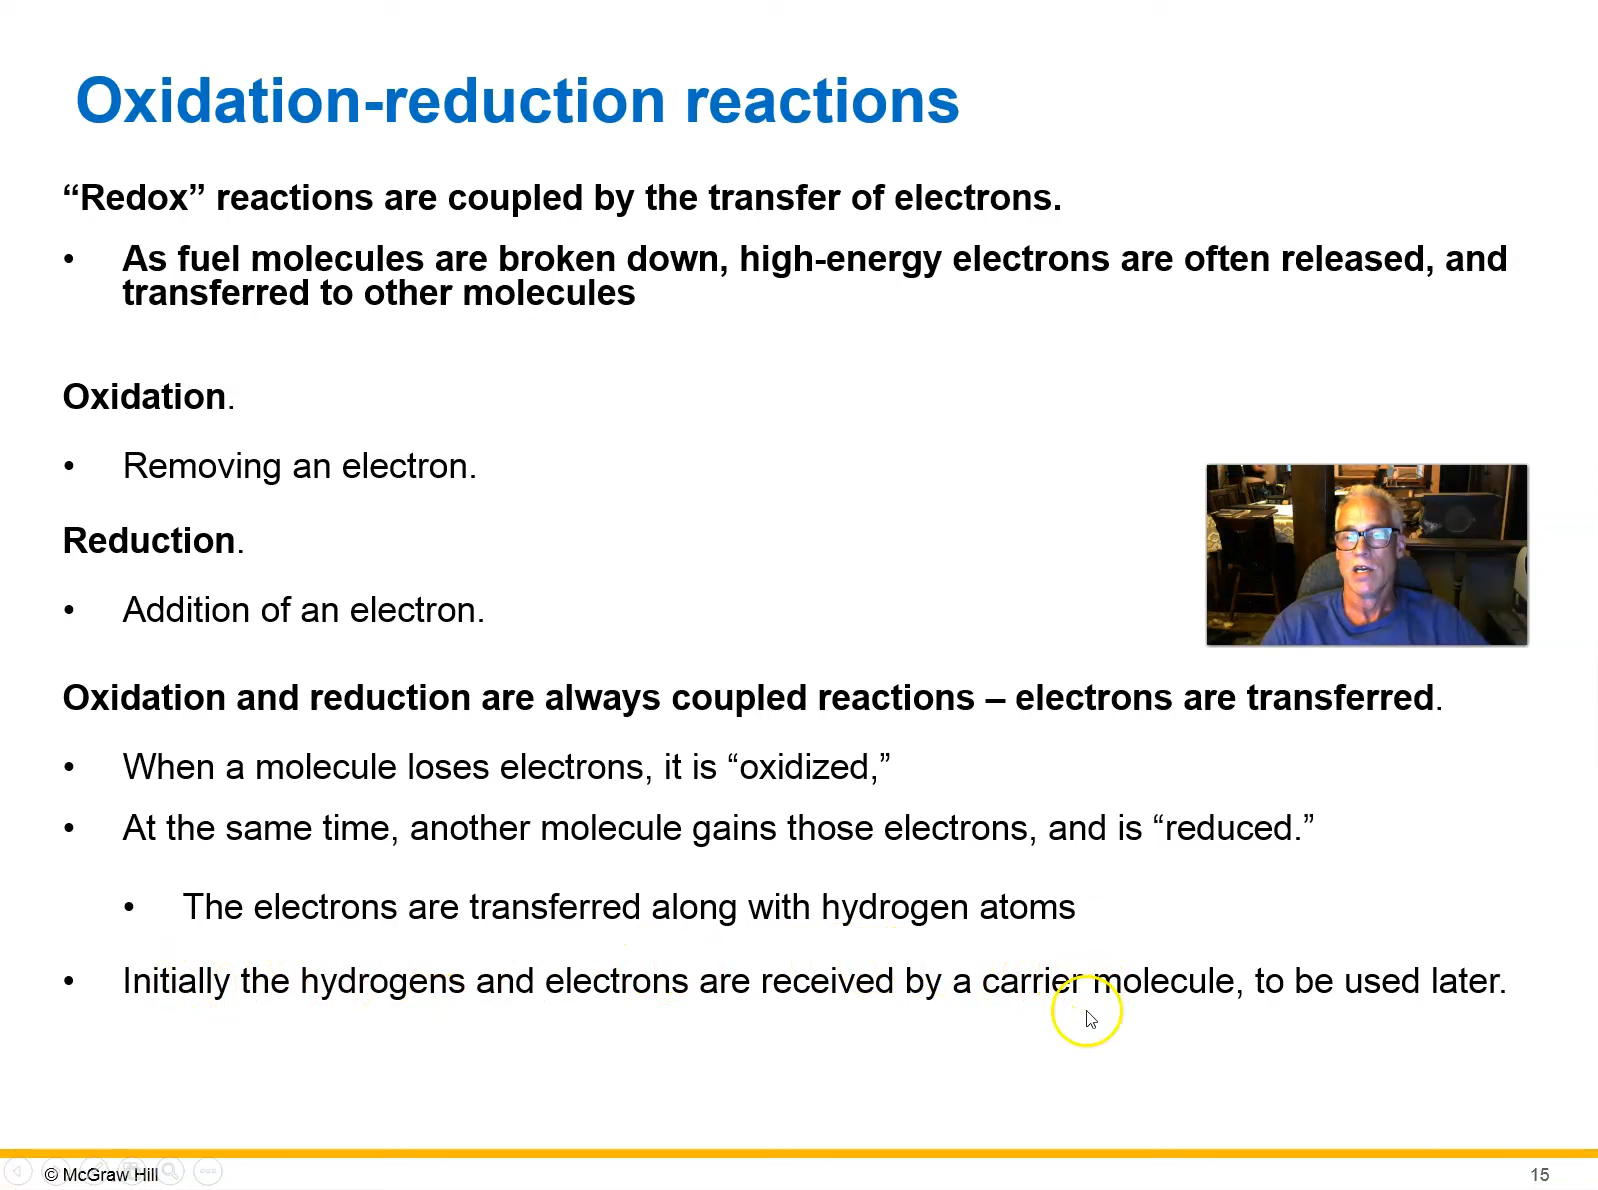 Oxidation-reduction reactions
“Redox” reactions are coupled by the transfer of electrons.
• As fuel molecules are broken down, high-energy electrons are often released, and
transferred to other molecules
Oxidation.
• Removing an electron.
Reduction.
• Addition of an electron.
Oxidation and reduction are always coupled reactions – electrons are transferred.
• When a molecule loses electrons, it is “oxidized,”
• At the same time, another molecule gains those electrons, and is “reduced.”
• The electrons are transferred along with hydrogen atoms
• Initially the hydrogens and electrons are received by a carrier molecule, to be used later.
© McGraw Hill
15